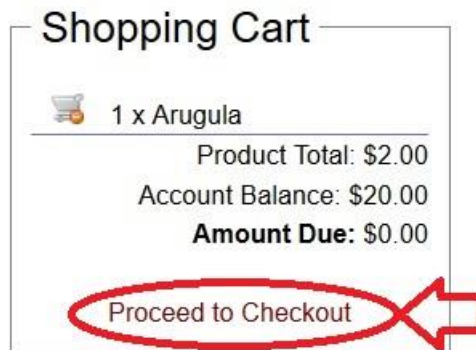 Shopping Cart
1 x Arugula
Product Total: $2.00
Account Balance: $20.00
Amount Due: $0.00
Proceed to Checkout